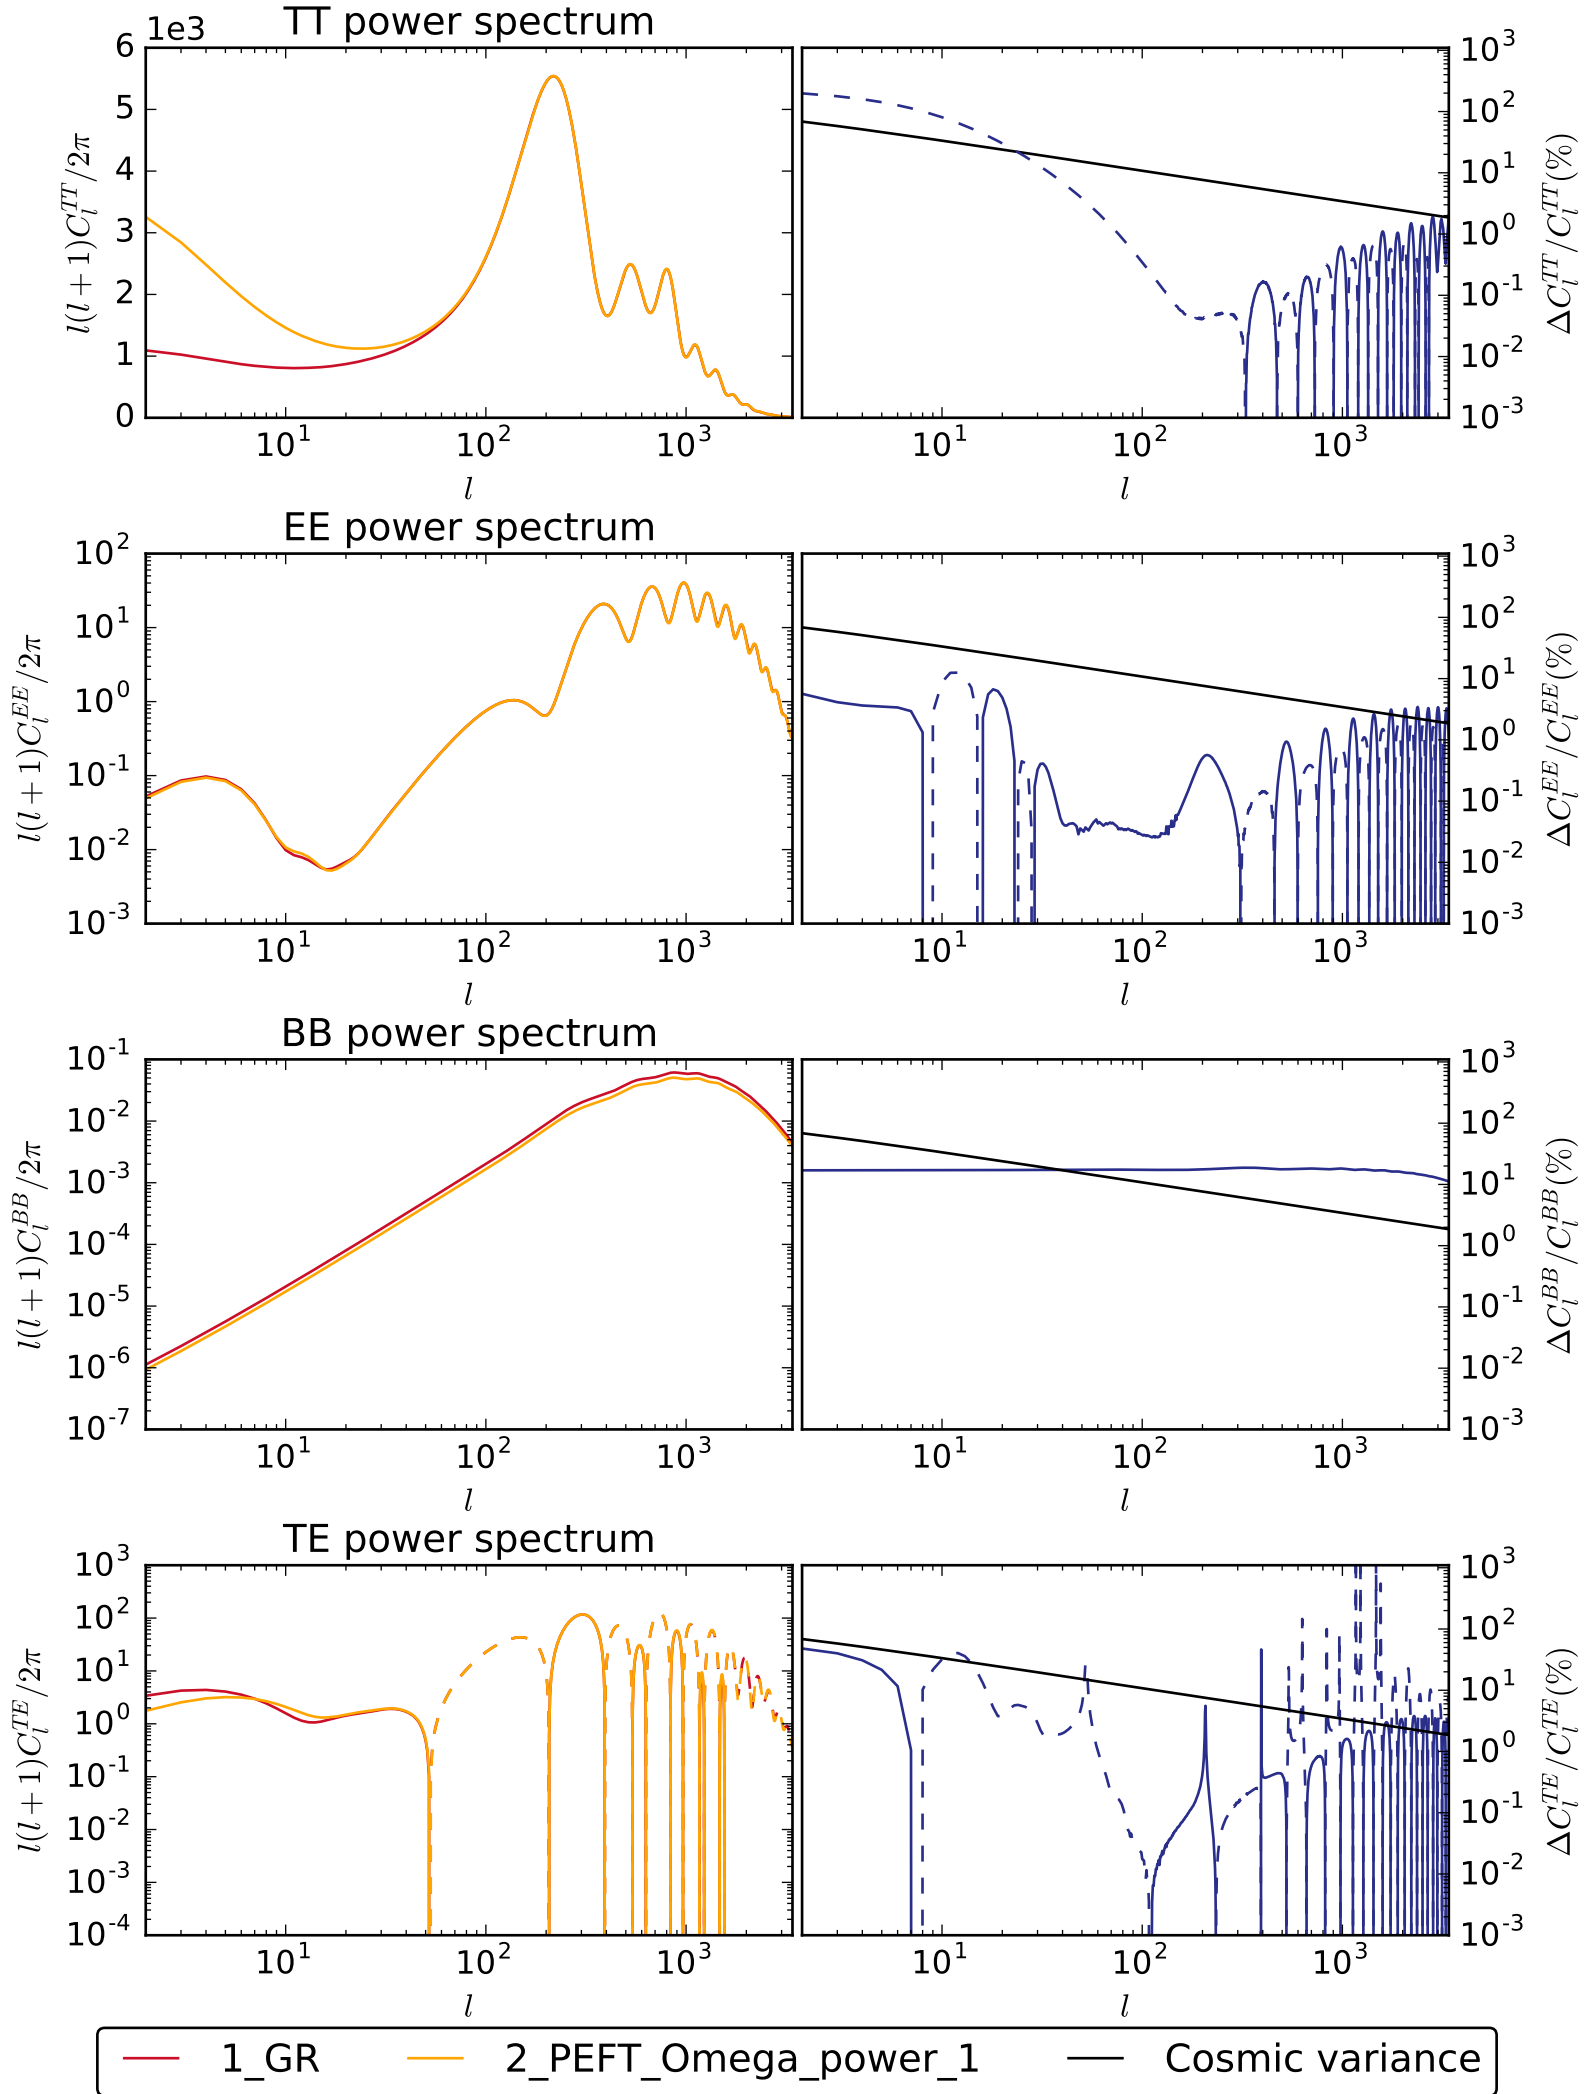 TT power spectrum
1e3
6
5
4
3
2
1
0
l(l + 1)C_l^{TT}/2π
10^1 10^2 10^3
l
10^3
10^2
10^1
10^0
10^-1
10^-2
10^-3
ΔC_l^{TT}/C_l^{TT}(%)
10^1 10^2 10^3
l
EE power spectrum
10^2
10^1
10^0
10^-1
10^-2
10^-3
l(l + 1)C_l^{EE}/2π
10^1 10^2 10^3
l
10^3
10^2
10^1
10^0
10^-1
10^-2
10^-3
ΔC_l^{EE}/C_l^{EE}(%)
10^1 10^2 10^3
l
BB power spectrum
10^-1
10^-2
10^-3
10^-4
10^-5
10^-6
10^-7
l(l + 1)C_l^{BB}/2π
10^1 10^2 10^3
l
10^3
10^2
10^1
10^0
10^-1
10^-2
10^-3
ΔC_l^{BB}/C_l^{BB}(%)
10^1 10^2 10^3
l
TE power spectrum
10^3
10^2
10^1
10^0
10^-1
10^-2
10^-3
10^-4
l(l + 1)C_l^{TE}/2π
10^1 10^2 10^3
l
10^3
10^2
10^1
10^0
10^-1
10^-2
10^-3
ΔC_l^{TE}/C_l^{TE}(%)
10^1 10^2 10^3
l
1_GR 2_PEFT_Omega_power_1 Cosmic variance